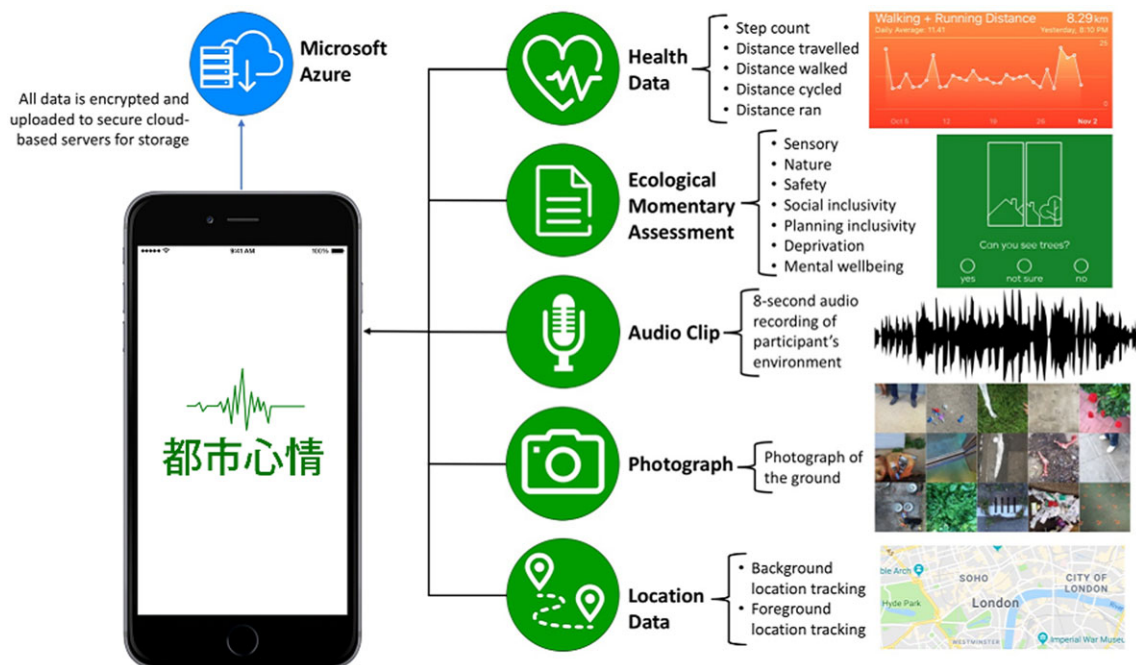 Microsoft
Azure
All data is encrypted and
uploaded to secure cloud-
based servers for storage
9:41 AM
100%
都市心情
Health
Data
• Step count
• Distance travelled
• Distance walked
• Distance cycled
• Distance ran
Walking + Running Distance
8.29 km
Daily Average: 11.41
Yesterday, 8:10 PM
25
0
Oct 5
12
19
26
Nov 2
Ecological
Momentary
Assessment
• Sensory
• Nature
• Safety
• Social inclusivity
• Planning inclusivity
• Deprivation
• Mental wellbeing
Can you see trees?
yes
not sure
no
Audio Clip
8-second audio
recording of
participant's
environment
Photograph
Photograph of
the ground
Location
Data
• Background
location tracking
• Foreground
location tracking
ble Arch
SOHO
CITY OF
LONDON
Hyde Park
London
WESTMINSTER
Imperial War Museu